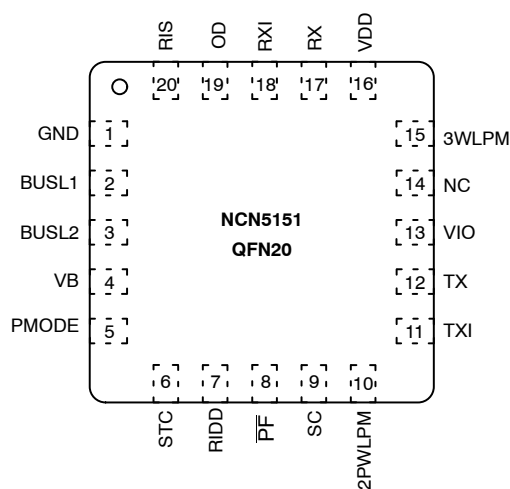 RIS OD RXI RX VDD
20 19 18 17 16
GND 1 15 3WLPM
BUSL1 2 14 NC
NCN5151
BUSL2 3 13 VIO
QFN20
VB 4 12 TX
PMODE 5 11 TXI
6 7 8 9 10
STC RIDD P̅F̅ SC 2PWLPM